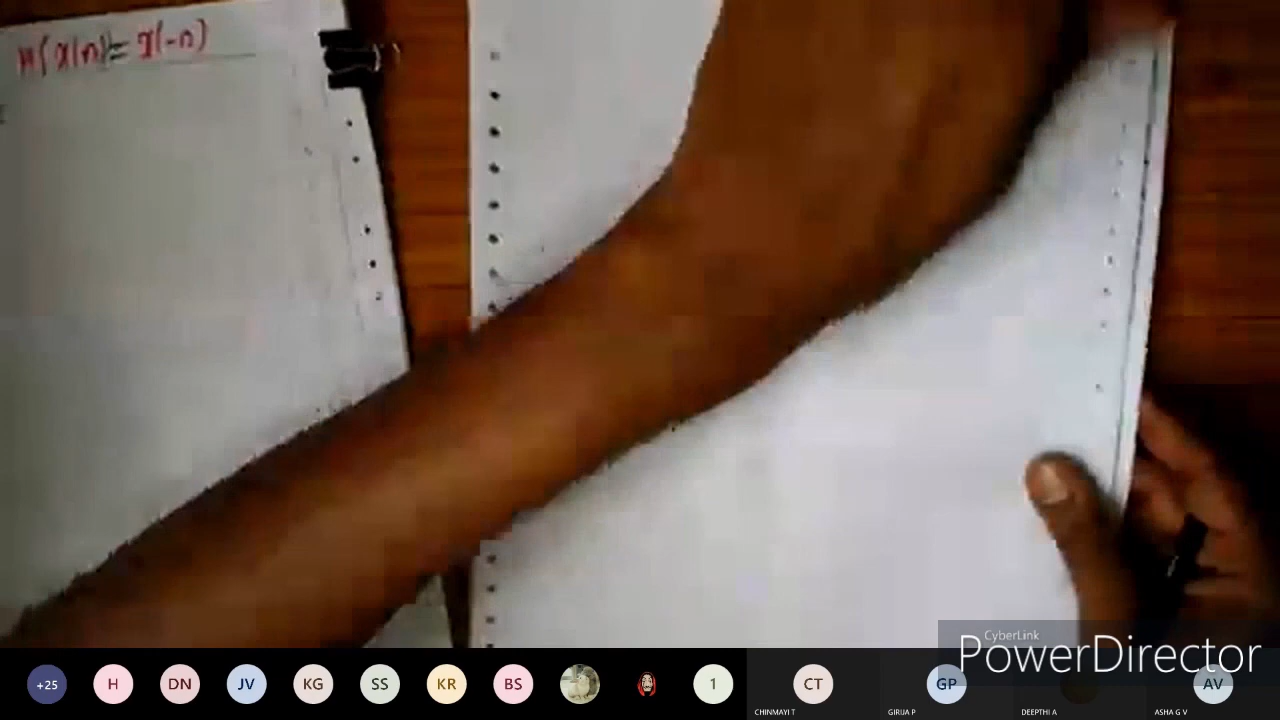 H{x(n)}= x(-n)
CyberLink
PowerDirector
+25
H
DN
JV
KG
SS
KR
BS
1
CT
GP
AV
CHINMAYI T
GIRIJA P
DEEPTHI A
ASHA G V